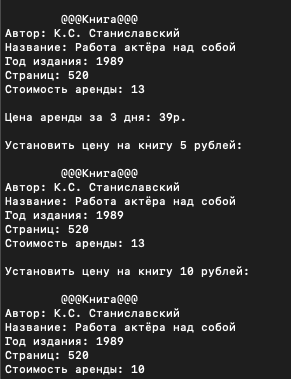 @@@Книга@@@
Автор: К.С. Станиславский
Название: Работа актёра над собой
Год издания: 1989
Страниц: 520
Стоимость аренды: 13
Цена аренды за 3 дня: 39р.
Установить цену на книгу 5 рублей:
@@@Книга@@@
Автор: К.С. Станиславский
Название: Работа актёра над собой
Год издания: 1989
Страниц: 520
Стоимость аренды: 13
Установить цену на книгу 10 рублей:
@@@Книга@@@
Автор: К.С. Станиславский
Название: Работа актёра над собой
Год издания: 1989
Страниц: 520
Стоимость аренды: 10